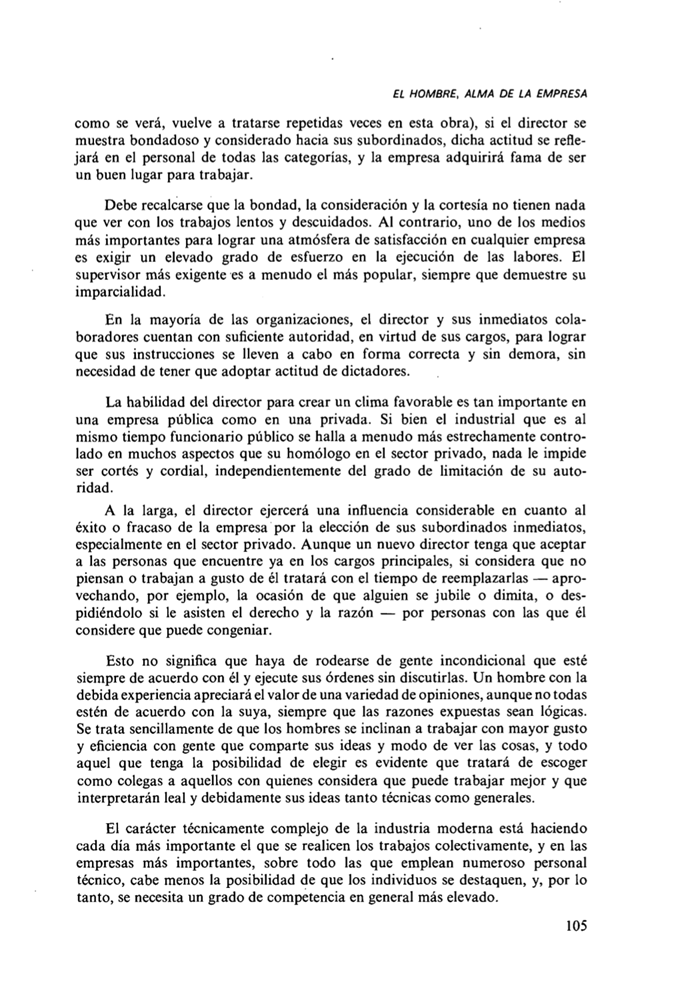 EL HOMBRE, ALMA DE LA EMPRESA
como se verá, vuelve a tratarse repetidas veces en esta obra), si el director se
muestra bondadoso y considerado hacia sus subordinados, dicha actitud se refle-
jará en el personal de todas las categorías, y la empresa adquirirá fama de ser
un buen lugar para trabajar.
Debe recalcarse que la bondad, la consideración y la cortesía no tienen nada
que ver con los trabajos lentos y descuidados. Al contrario, uno de los medios
más importantes para lograr una atmósfera de satisfacción en cualquier empresa
es exigir un elevado grado de esfuerzo en la ejecución de las labores. El
supervisor más exigente es a menudo el más popular, siempre que demuestre su
imparcialidad.
En la mayoría de las organizaciones, el director y sus inmediatos cola-
boradores cuentan con suficiente autoridad, en virtud de sus cargos, para lograr
que sus instrucciones se lleven a cabo en forma correcta y sin demora, sin
necesidad de tener que adoptar actitud de dictadores.
La habilidad del director para crear un clima favorable es tan importante en
una empresa pública como en una privada. Si bien el industrial que es al
mismo tiempo funcionario público se halla a menudo más estrechamente contro-
lado en muchos aspectos que su homólogo en el sector privado, nada le impide
ser cortés y cordial, independientemente del grado de limitación de su auto-
ridad.
A la larga, el director ejercerá una influencia considerable en cuanto al
éxito o fracaso de la empresa por la elección de sus subordinados inmediatos,
especialmente en el sector privado. Aunque un nuevo director tenga que aceptar
a las personas que encuentre ya en los cargos principales, si considera que no
piensan o trabajan a gusto de él tratará con el tiempo de reemplazarlas — apro-
vechando, por ejemplo, la ocasión de que alguien se jubile o dimita, o des-
pidiéndolo si le asisten el derecho y la razón — por personas con las que él
considere que puede congeniar.
Esto no significa que haya de rodearse de gente incondicional que esté
siempre de acuerdo con él y ejecute sus órdenes sin discutirlas. Un hombre con la
debida experiencia apreciará el valor de una variedad de opiniones, aunque no todas
estén de acuerdo con la suya, siempre que las razones expuestas sean lógicas.
Se trata sencillamente de que los hombres se inclinan a trabajar con mayor gusto
y eficiencia con gente que comparte sus ideas y modo de ver las cosas, y todo
aquel que tenga la posibilidad de elegir es evidente que tratará de escoger
como colegas a aquellos con quienes considera que puede trabajar mejor y que
interpretarán leal y debidamente sus ideas tanto técnicas como generales.
El carácter técnicamente complejo de la industria moderna está haciendo
cada día más importante el que se realicen los trabajos colectivamente, y en las
empresas más importantes, sobre todo las que emplean numeroso personal
técnico, cabe menos la posibilidad de que los individuos se destaquen, y, por lo
tanto, se necesita un grado de competencia en general más elevado.
105